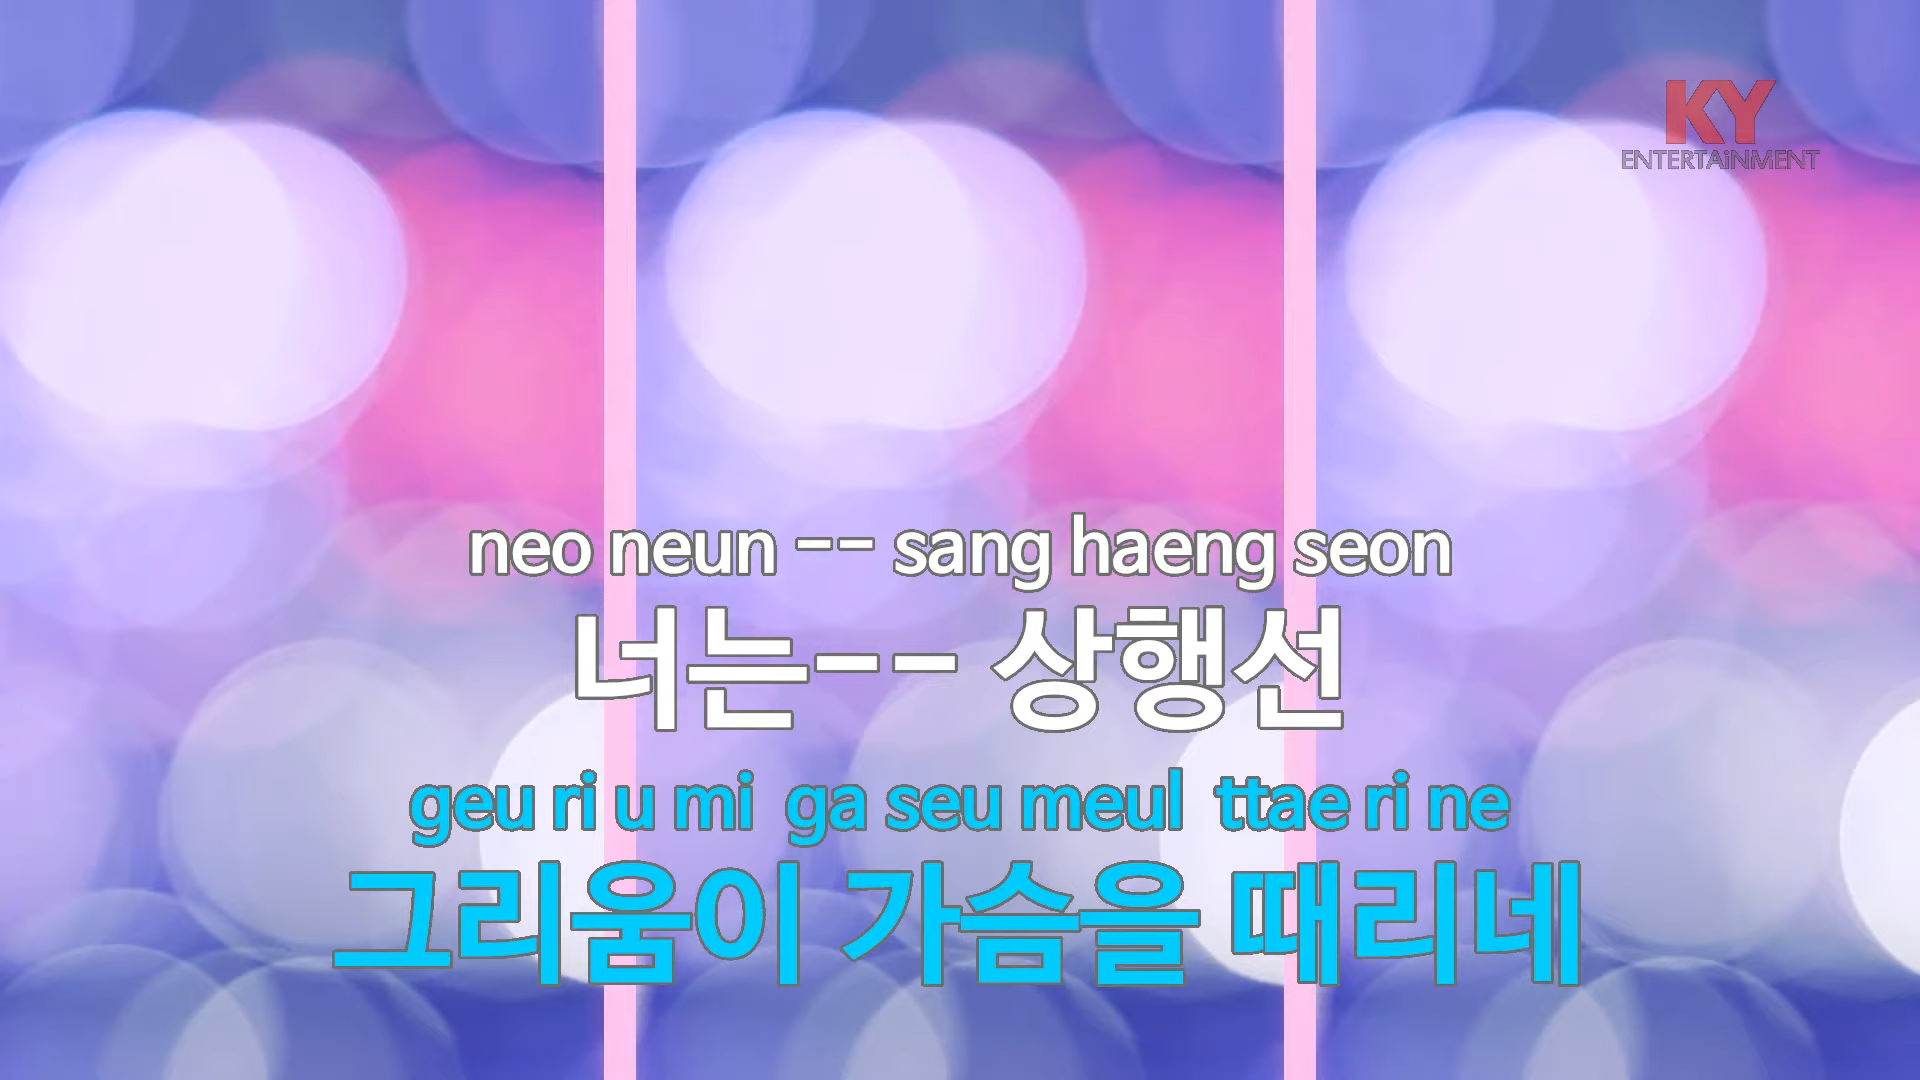 KY
ENTERTAiNMENT
neo neun -- sang haeng seon
너는-- 상행선
geu ri u mi ga seu meul ttae ri ne
그리움이 가슴을 때리네